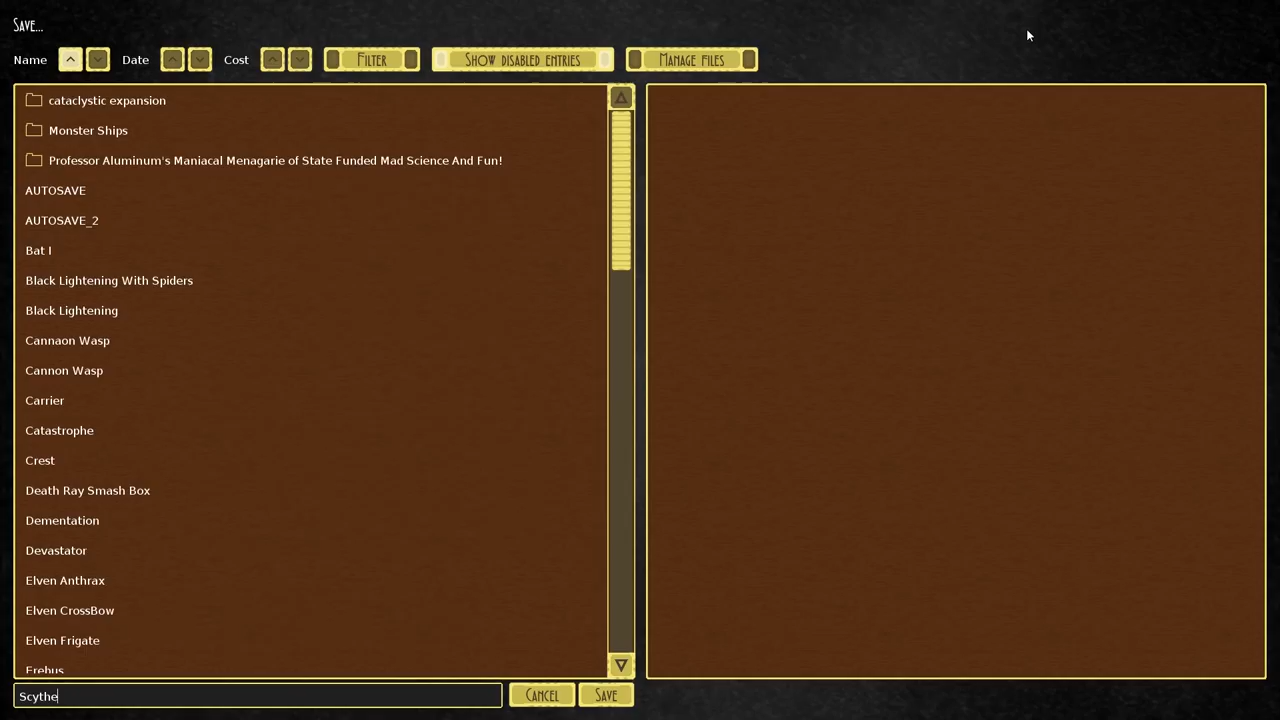 Save...
Name Date Cost Filter Show disabled entries Manage files
cataclystic expansion
Monster Ships
Professor Aluminum's Maniacal Menagarie of State Funded Mad Science And Fun!
AUTOSAVE
AUTOSAVE_2
Bat I
Black Lightening With Spiders
Black Lightening
Cannaon Wasp
Cannon Wasp
Carrier
Catastrophe
Crest
Death Ray Smash Box
Dementation
Devastator
Elven Anthrax
Elven CrossBow
Elven Frigate
Erebus
Scythe Cancel Save